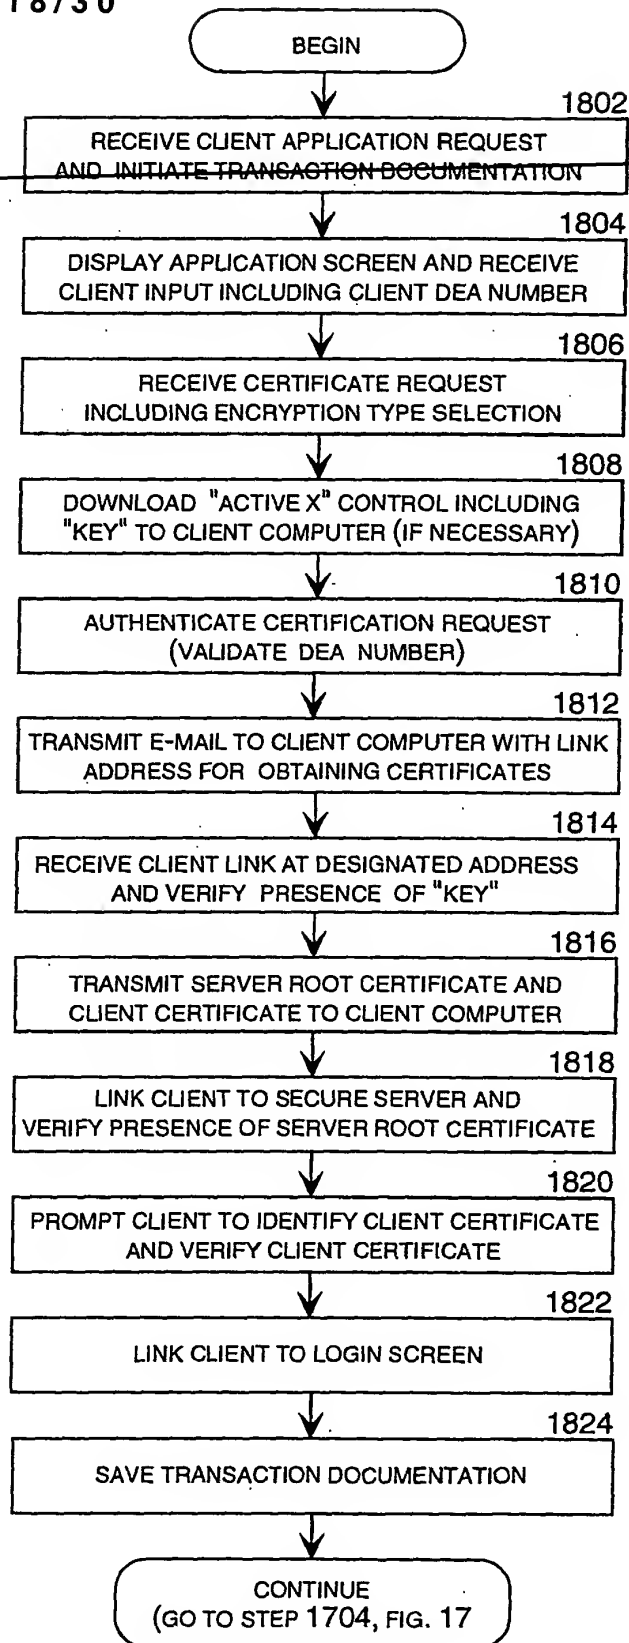 18/30
BEGIN
1802
RECEIVE CLIENT APPLICATION REQUEST
AND INITIATE TRANSACTION DOCUMENTATION
1804
DISPLAY APPLICATION SCREEN AND RECEIVE
CLIENT INPUT INCLUDING CLIENT DEA NUMBER
1806
RECEIVE CERTIFICATE REQUEST
INCLUDING ENCRYPTION TYPE SELECTION
1808
DOWNLOAD "ACTIVE X" CONTROL INCLUDING
"KEY" TO CLIENT COMPUTER (IF NECESSARY)
1810
AUTHENTICATE CERTIFICATION REQUEST
(VALIDATE DEA NUMBER)
1812
TRANSMIT E-MAIL TO CLIENT COMPUTER WITH LINK
ADDRESS FOR OBTAINING CERTIFICATES
1814
RECEIVE CLIENT LINK AT DESIGNATED ADDRESS
AND VERIFY PRESENCE OF "KEY"
1816
TRANSMIT SERVER ROOT CERTIFICATE AND
CLIENT CERTIFICATE TO CLIENT COMPUTER
1818
LINK CLIENT TO SECURE SERVER AND
VERIFY PRESENCE OF SERVER ROOT CERTIFICATE
1820
PROMPT CLIENT TO IDENTIFY CLIENT CERTIFICATE
AND VERIFY CLIENT CERTIFICATE
1822
LINK CLIENT TO LOGIN SCREEN
1824
SAVE TRANSACTION DOCUMENTATION
CONTINUE
(GO TO STEP 1704, FIG. 17